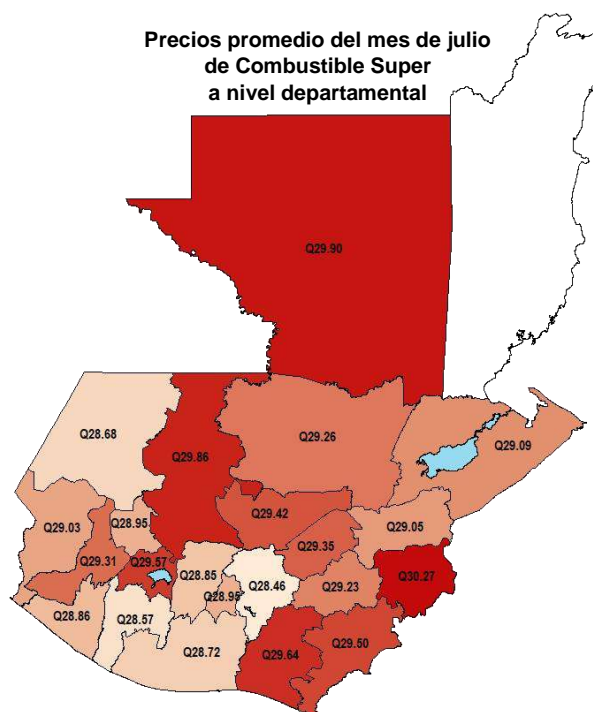 Precios promedio del mes de julio
de Combustible Super
a nivel departamental
Q29.90
Q28.68
Q29.86
Q29.26
Q29.09
Q29.03
Q28.95
Q29.42
Q29.05
Q29.31
Q29.57
Q28.85
Q29.35
Q28.95
Q28.46
Q29.23
Q30.27
Q28.86
Q28.57
Q28.72
Q29.64
Q29.50